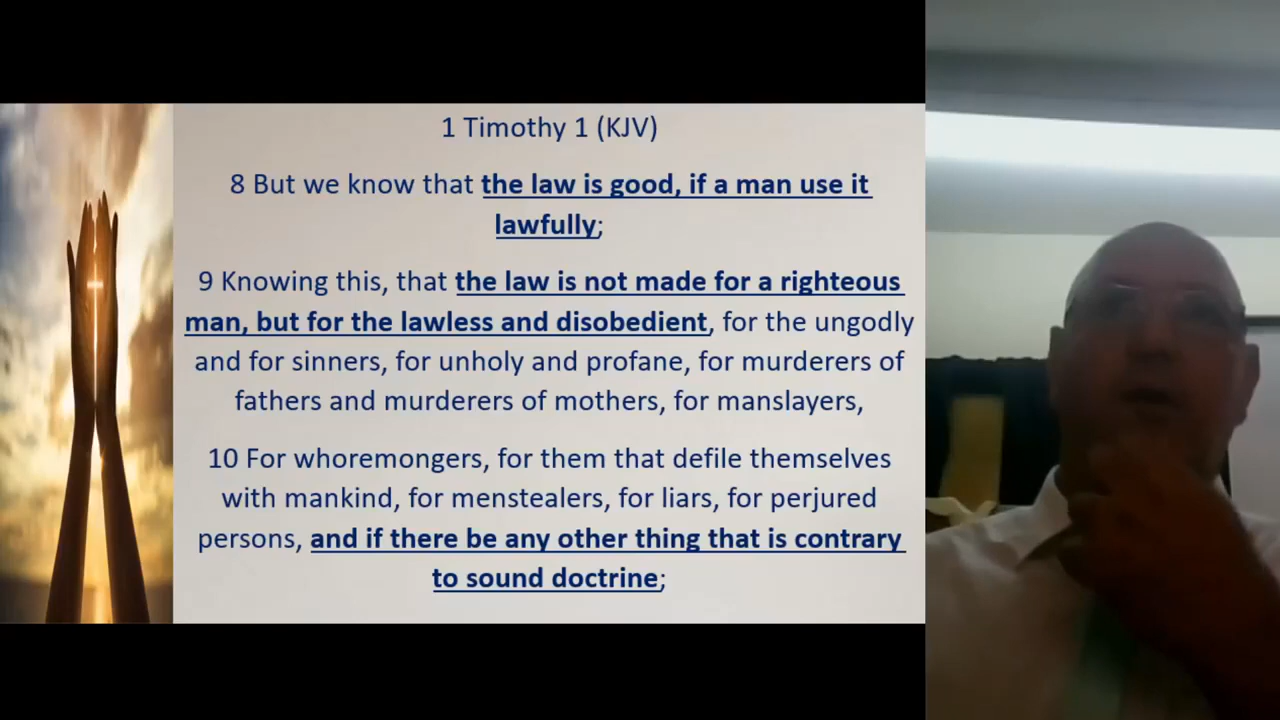 1 Timothy 1 (KJV)
8 But we know that the law is good, if a man use it
lawfully;
9 Knowing this, that the law is not made for a righteous
man, but for the lawless and disobedient, for the ungodly
and for sinners, for unholy and profane, for murderers of
fathers and murderers of mothers, for manslayers,
10 For whoremongers, for them that defile themselves
with mankind, for menstealers, for liars, for perjured
persons, and if there be any other thing that is contrary
to sound doctrine;